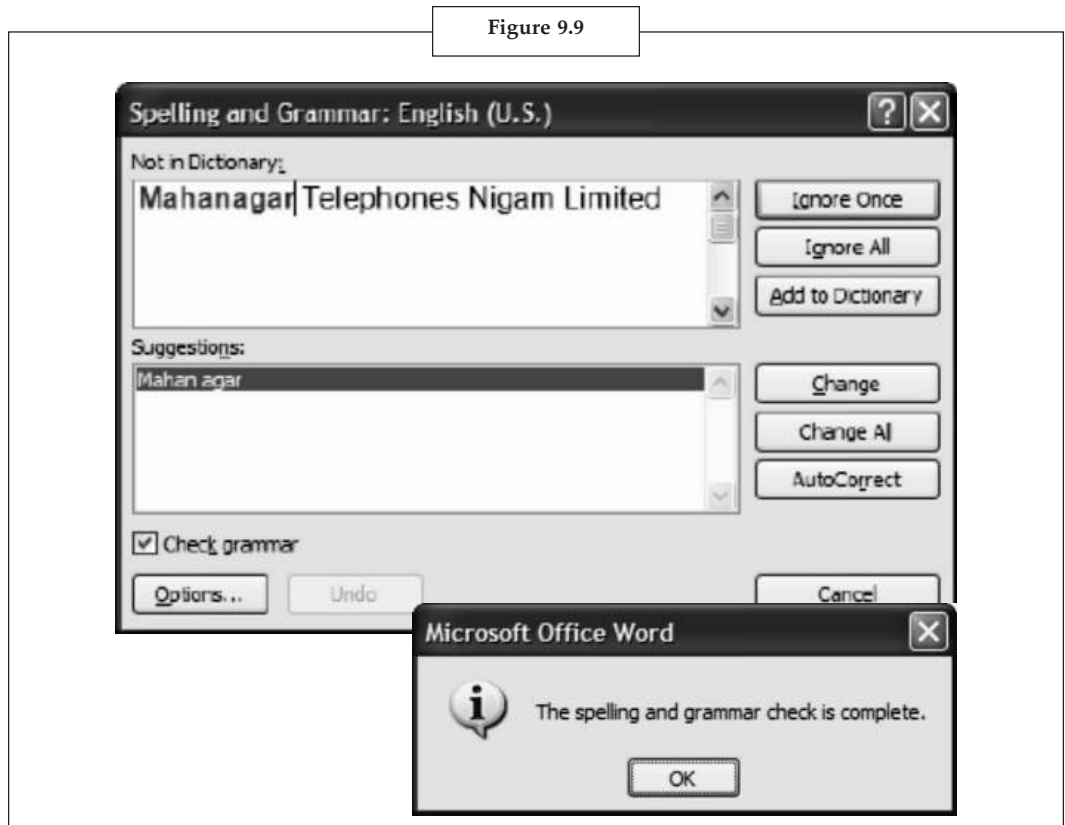 Figure 9.9
Spelling and Grammar: English (U.S.)
Not in Dictionary:
Mahanagar Telephones Nigam Limited
Ignore Once
Ignore All
Add to Dictionary
Suggestions:
Mahan agar
Change
Change All
AutoCorrect
Check grammar
Options...
Undo
Cancel
Microsoft Office Word
The spelling and grammar check is complete.
OK